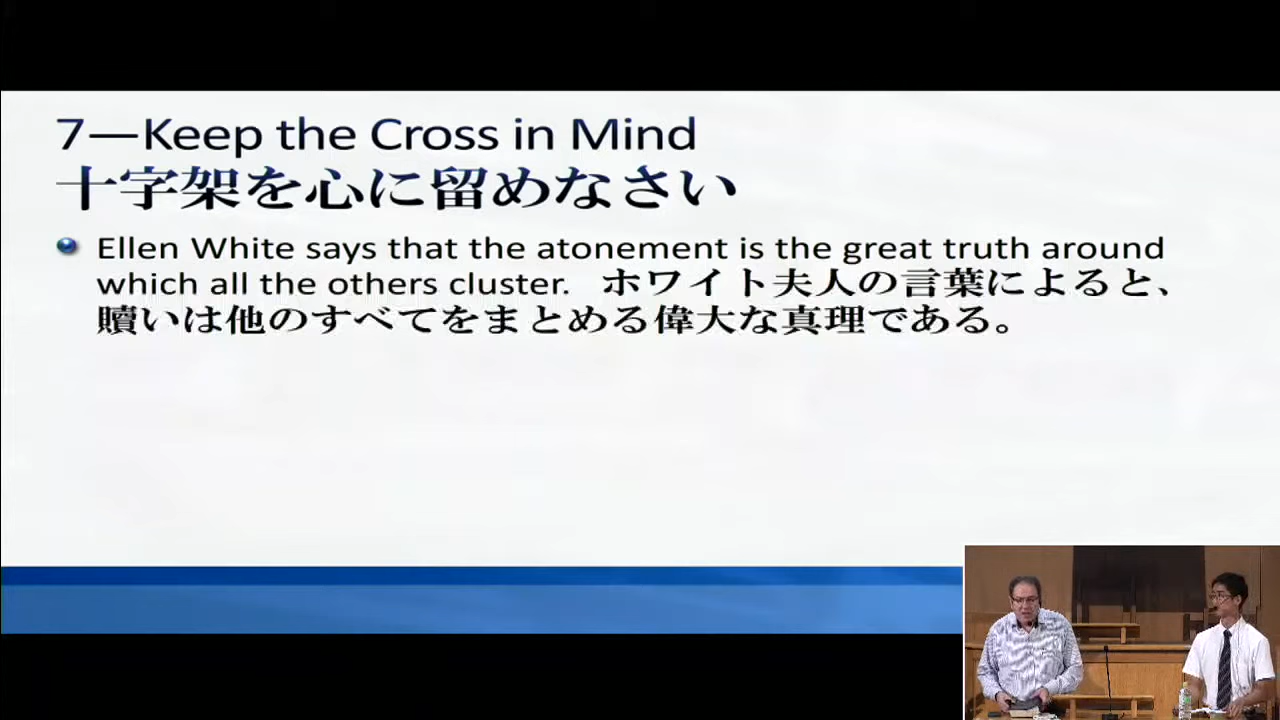 7—Keep the Cross in Mind
十字架を心に留めなさい
Ellen White says that the atonement is the great truth around
which all the others cluster. ホワイト夫人の言葉によると、
贖いは他のすべてをまとめる偉大な真理である。